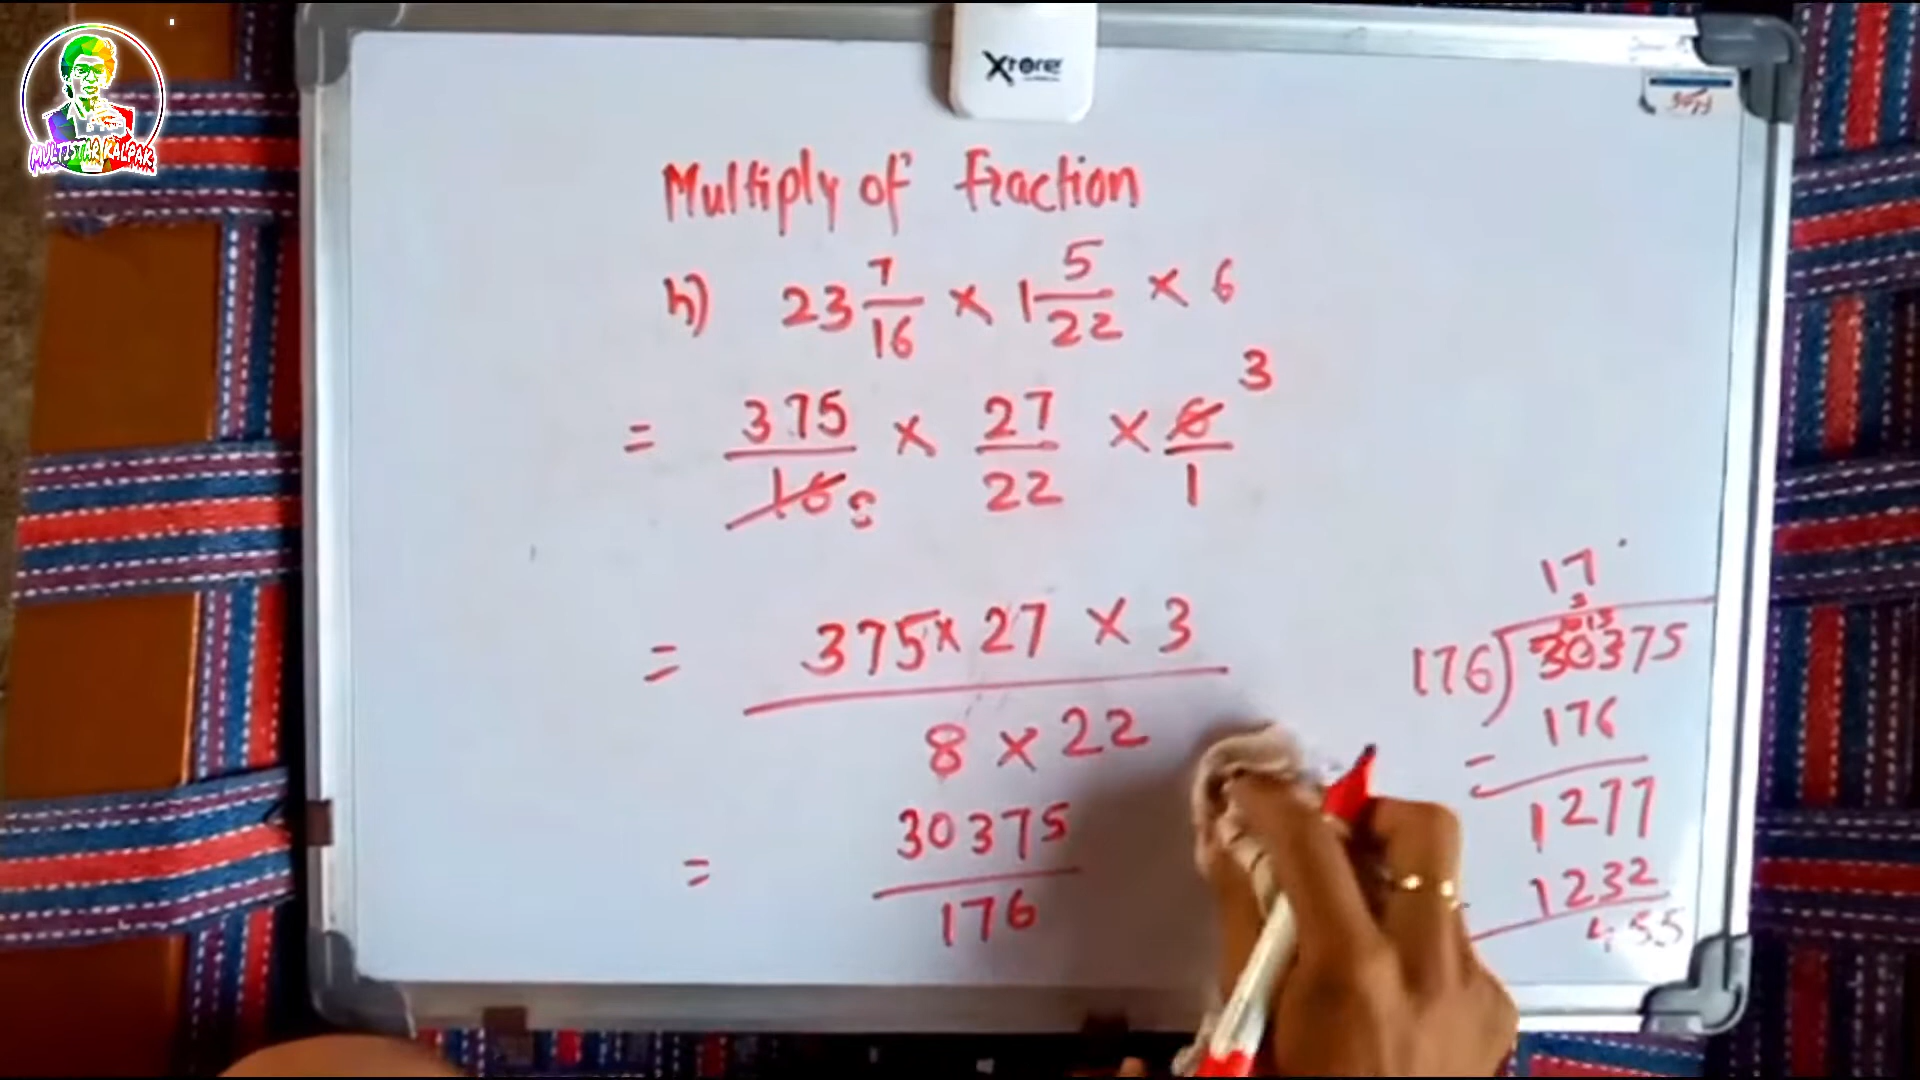 MULTISTAR KALPAK
Xtorer
Multiply of fraction
h) 23 7/16 × 1 5/22 × 6
= 375/16 8 × 27/22 × 6/1 3
= 375 × 27 × 3
8 × 22
= 30375
176
17
176)30375
176
-
1277
1232
455